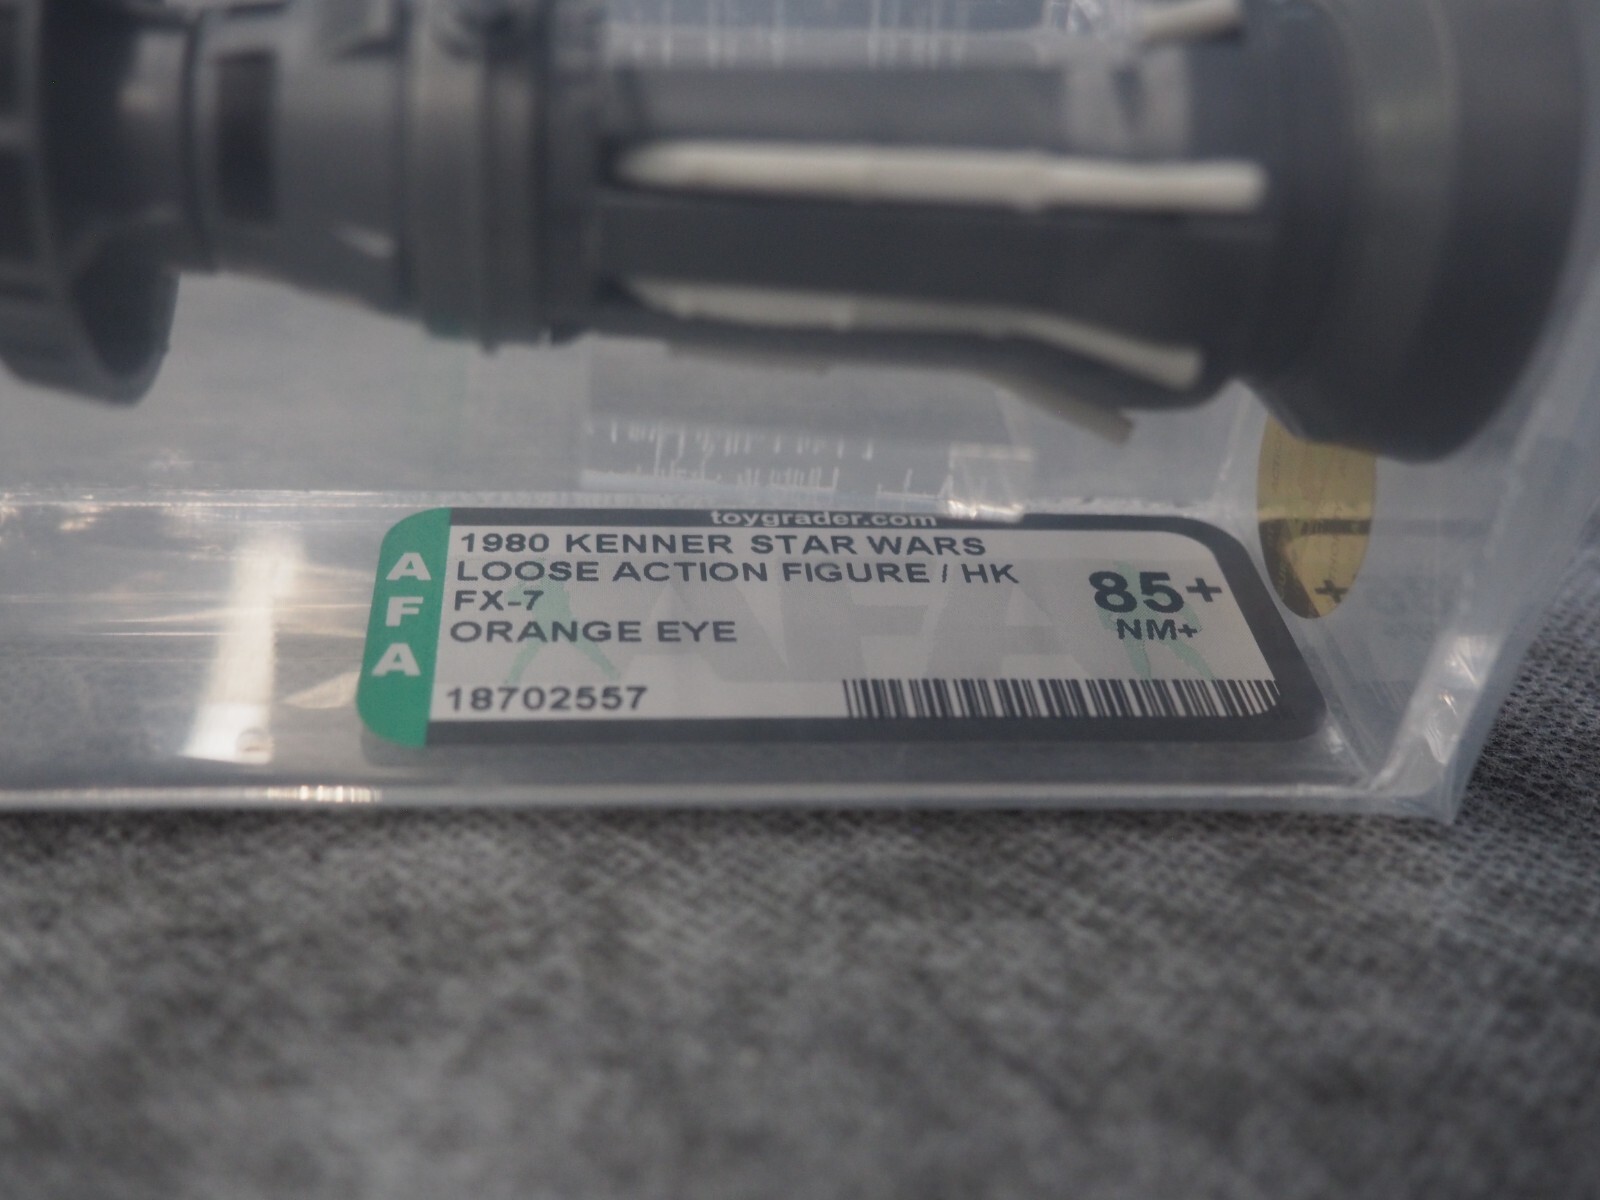 toygrader.com
AFA
1980 KENNER STAR WARS
LOOSE ACTION FIGURE / HK
FX-7
ORANGE EYE
18702557
85+
NM+